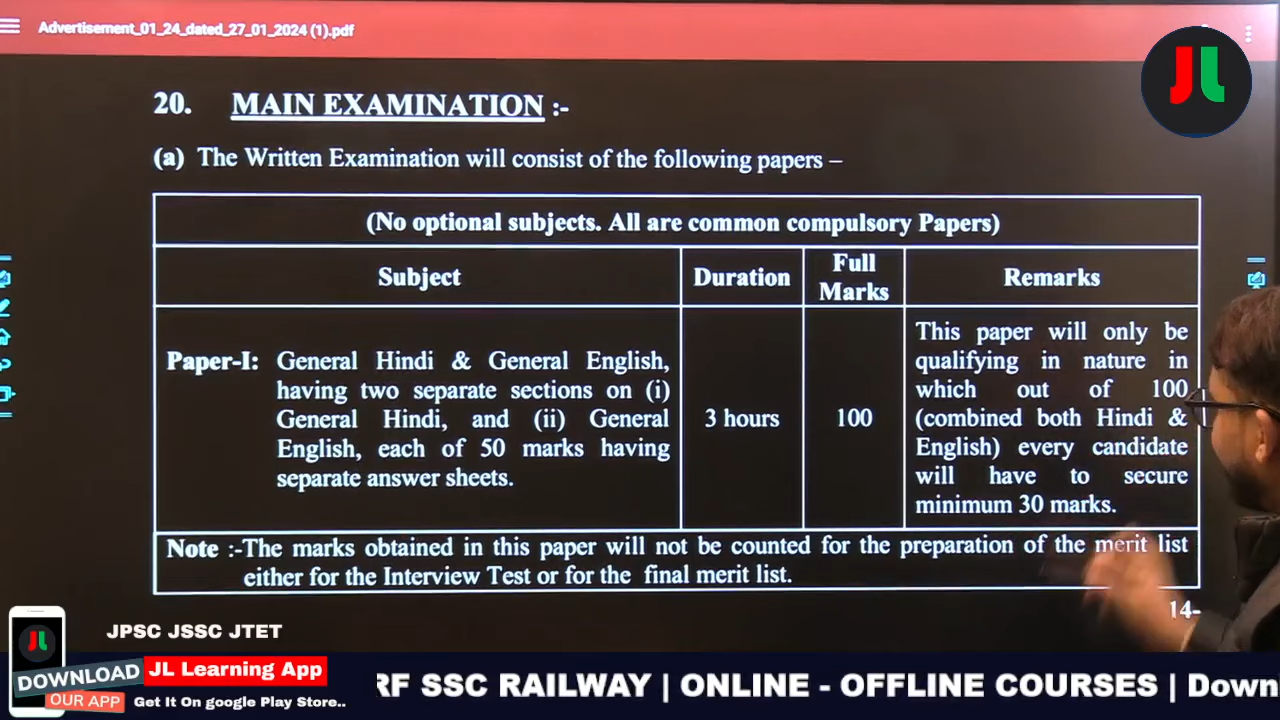 Advertisement_01_24_dated_27_01_2024 (1).pdf
JL
20. MAIN EXAMINATION :-
(a) The Written Examination will consist of the following papers –
(No optional subjects. All are common compulsory Papers)
Subject
Duration
Full
Marks
Remarks
Paper-I: General Hindi & General English,
having two separate sections on (i)
General Hindi, and (ii) General
English, each of 50 marks having
separate answer sheets.
3 hours
100
This paper will only be
qualifying in nature in
which out of 100
(combined both Hindi &
English) every candidate
will have to secure
minimum 30 marks.
Note :-The marks obtained in this paper will not be counted for the preparation of the merit list
either for the Interview Test or for the final merit list.
14-
JPSC JSSC JTET
JL
DOWNLOAD
OUR APP
JL Learning App
Get It On google Play Store..
RF SSC RAILWAY | ONLINE - OFFLINE COURSES | Down